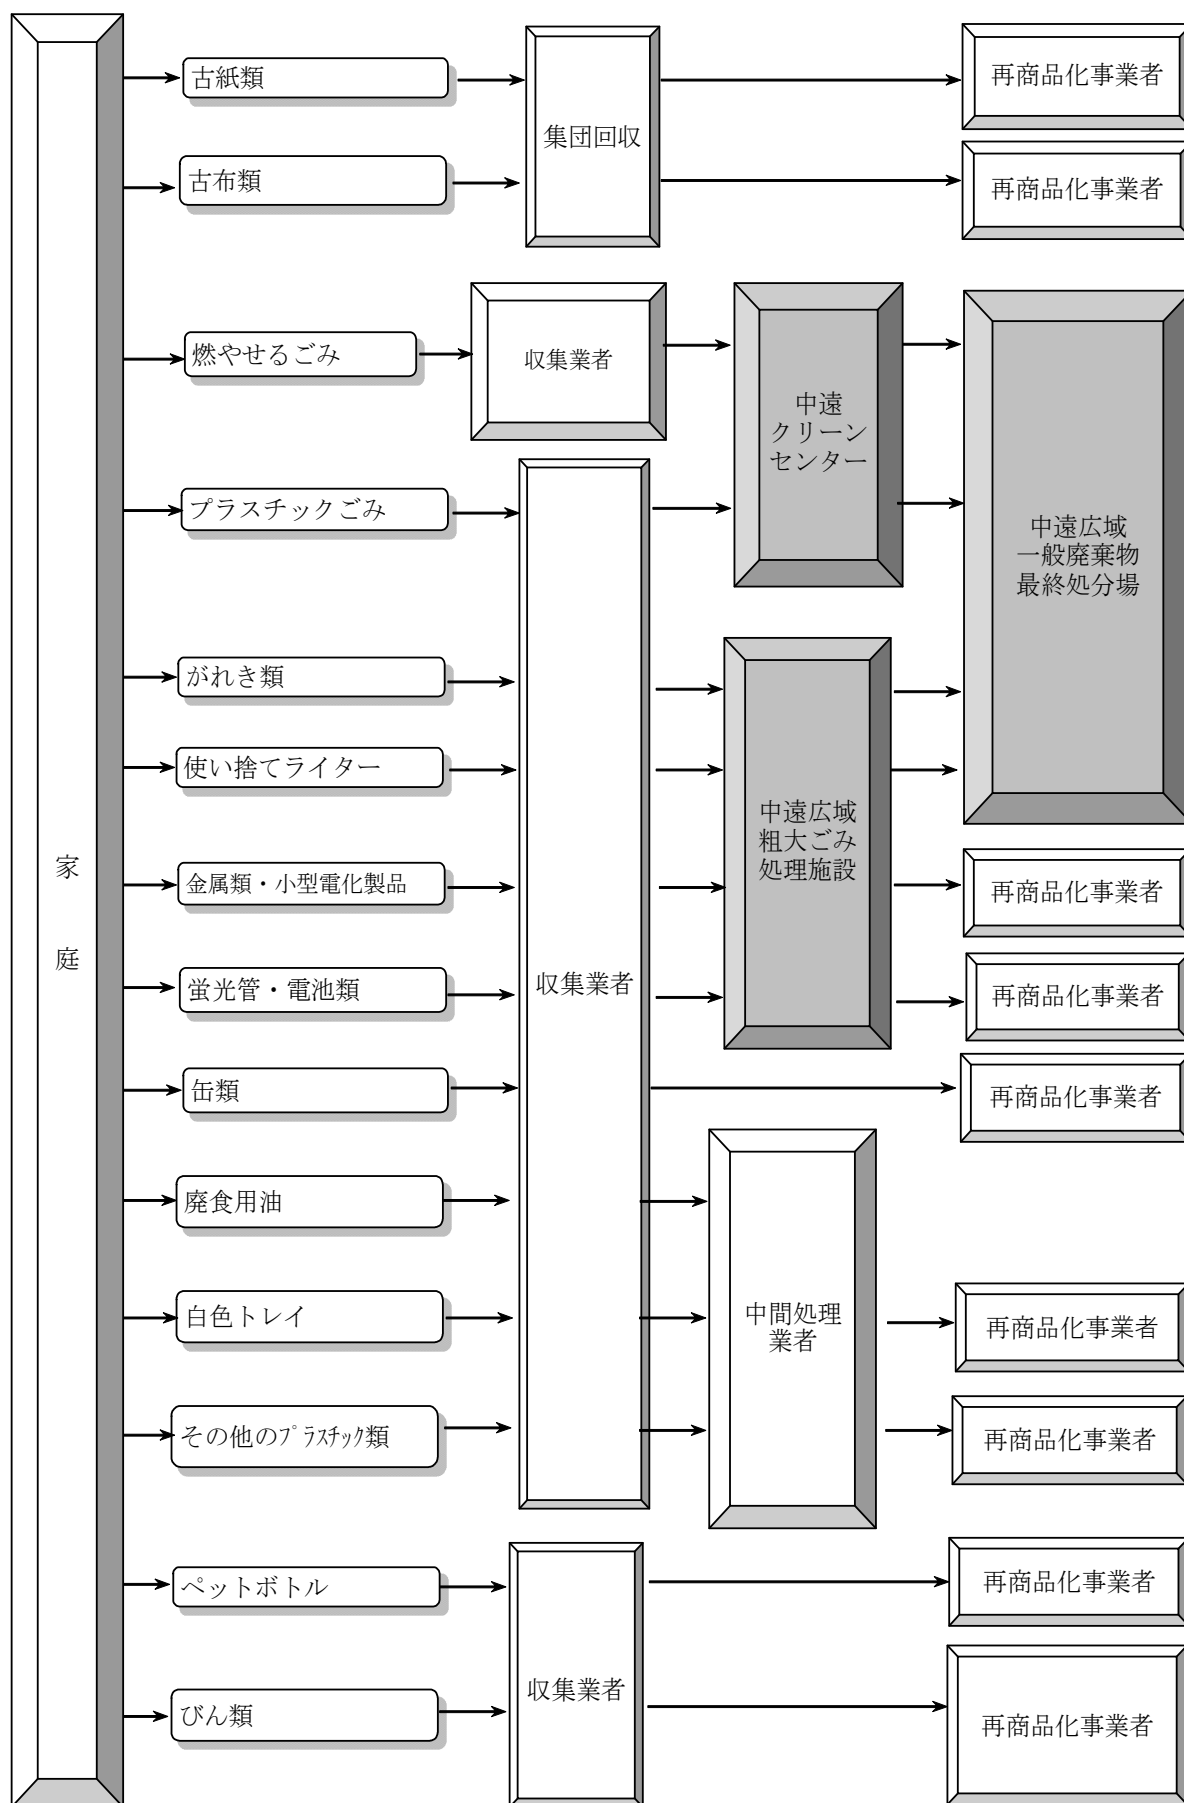 家
庭
古紙類
集団回収
再商品化事業者
古布類
再商品化事業者
燃やせるごみ
収集業者
中遠
クリーン
センター
中遠広域
一般廃棄物
最終処分場
プラスチックごみ
収集業者
がれき類
中遠広域
粗大ごみ
処理施設
使い捨てライター
金属類・小型電化製品
再商品化事業者
蛍光管・電池類
再商品化事業者
缶類
再商品化事業者
廃食用油
中間処理
業者
白色トレイ
再商品化事業者
その他のプラスチック類
再商品化事業者
ペットボトル
収集業者
再商品化事業者
びん類
再商品化事業者